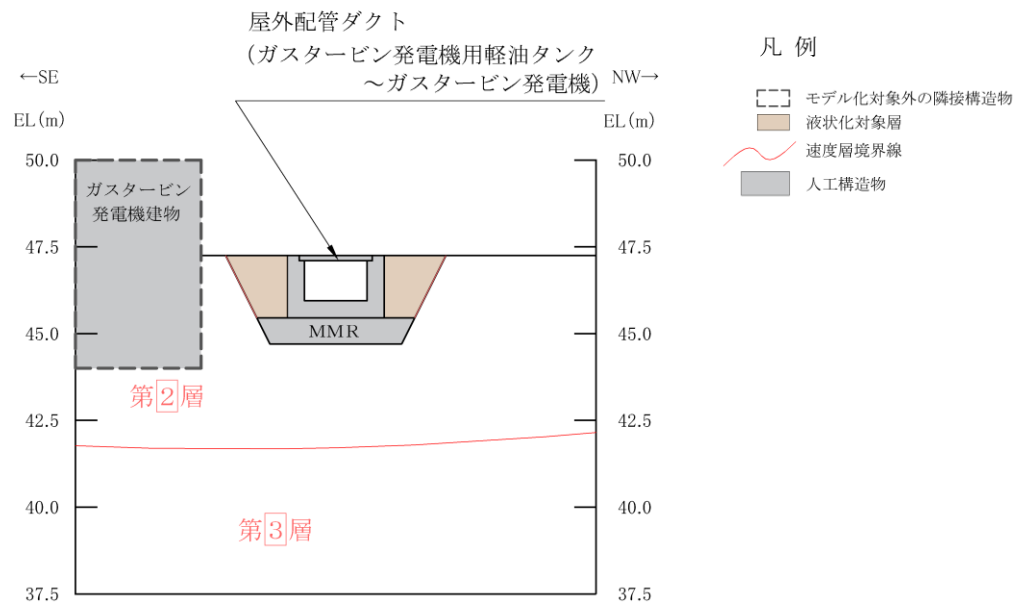 屋外配管ダクト
(ガスタービン発電機用軽油タンク
～ガスタービン発電機)
←SE
NW→
EL(m)
EL(m)
凡 例
モデル化対象外の隣接構造物
液状化対象層
速度層境界線
人工構造物
50.0
50.0
ガスタービン
発電機建物
47.5
47.5
45.0
MMR
45.0
第2層
42.5
42.5
40.0
40.0
第3層
37.5
37.5